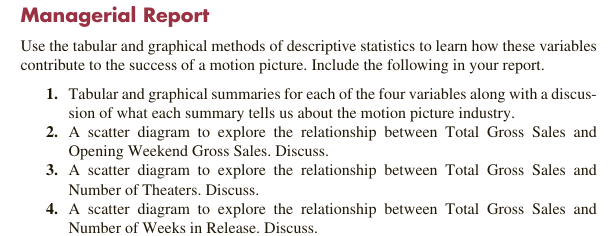 Managerial Report
Use the tabular and graphical methods of descriptive statistics to learn how these variables
contribute to the success of a motion picture. Include the following in your report.
1. Tabular and graphical summaries for each of the four variables along with a discus-
sion of what each summary tells us about the motion picture industry.
2. A scatter diagram to explore the relationship between Total Gross Sales and
Opening Weekend Gross Sales. Discuss.
3. A scatter diagram to explore the relationship between Total Gross Sales and
Number of Theaters. Discuss.
4. A scatter diagram to explore the relationship between Total Gross Sales and
Number of Weeks in Release. Discuss.